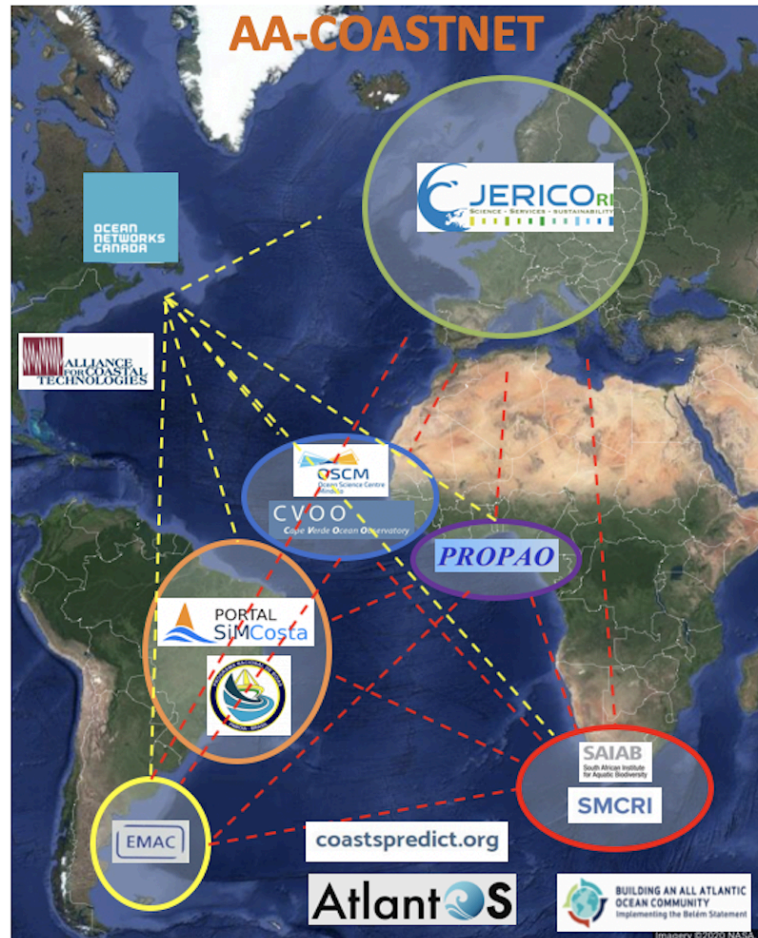 AA-COASTNET
JERICO RI
SCIENCE - SERVICES - SUSTAINABILITY
OCEAN
NETWORKS
CANADA
ALLIANCE
FOR COASTAL
TECHNOLOGIES
OSCM
Ocean Science Centre
Mindelo
CVOO
Cape Verde Ocean Observatory
PROPAO
PORTAL
SiMCosta
SAIAB
South African Institute
for Aquatic Biodiversity
SMCRI
EMAC
coastspredict.org
AtlantOS
BUILDING AN ALL ATLANTIC
OCEAN COMMUNITY
Implementing the Belém Statement
Imagery ©2020 NASA